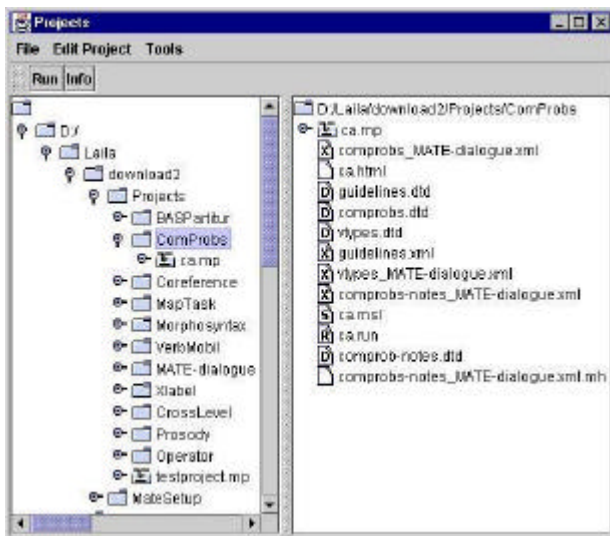 Projects
File Edit Project Tools
Run Info
D:/
Laila
download2
Projects
BASPartitur
ComProbs
ca.mp
Coreference
MapTask
Morphosyntax
VerbMobil
MATE-dialogue
Xlabel
CrossLevel
Prosody
Operator
testproject.mp
MateSetup
D:/Laila/download2/Projects/ComProbs
ca.mp
comprobs_MATE-dialogue.xml
ca.html
guidelines.dtd
comprobs.dtd
vtypes.dtd
guidelines.xml
vtypes_MATE-dialogue.xml
comprobs-notes_MATE-dialogue.xml
ca.msl
ca.run
comprob-notes.dtd
comprobs-notes_MATE-dialogue.xml.mh